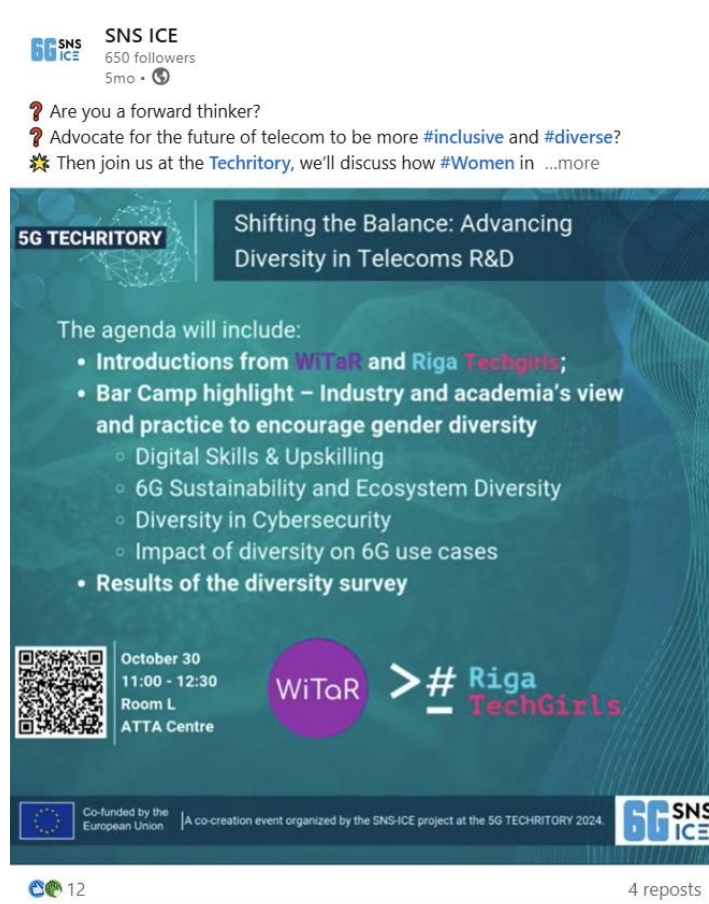 6G SNS ICE
SNS ICE
650 followers
5mo •
❓ Are you a forward thinker?
❓ Advocate for the future of telecom to be more #inclusive and #diverse?
🌟 Then join us at the Techritory, we’ll discuss how #Women in ...more
5G TECHRITORY
Shifting the Balance: Advancing
Diversity in Telecoms R&D
The agenda will include:
• Introductions from WiTaR and Riga Techgirls;
• Bar Camp highlight – Industry and academia’s view
and practice to encourage gender diversity
◦ Digital Skills & Upskilling
◦ 6G Sustainability and Ecosystem Diversity
◦ Diversity in Cybersecurity
◦ Impact of diversity on 6G use cases
• Results of the diversity survey
October 30
11:00 - 12:30
Room L
ATTA Centre
WiTaR
>#_ Riga
TechGirls
Co-funded by the
European Union
A co-creation event organized by the SNS-ICE project at the 5G TECHRITORY 2024.
6G SNS
ICE
12
4 reposts